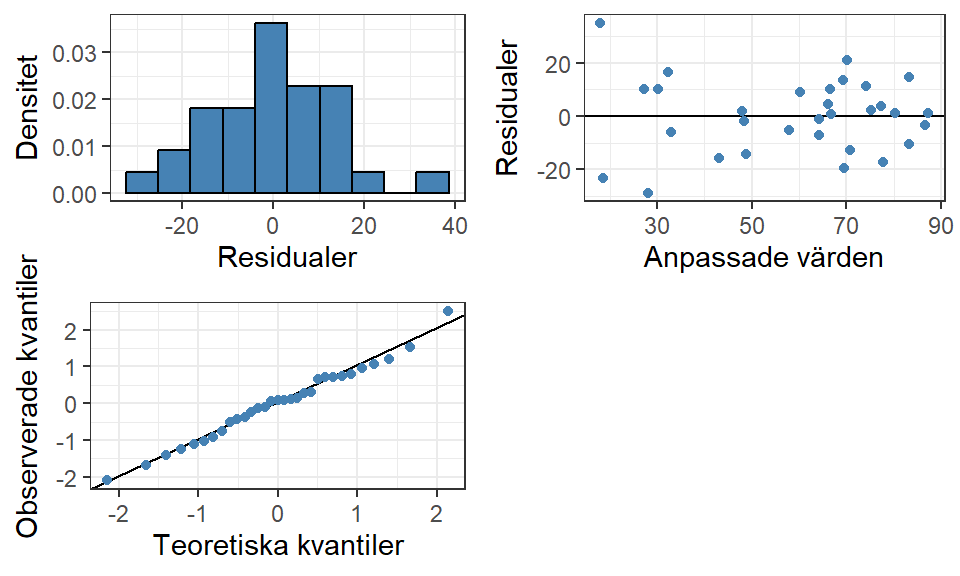 Densitet
0.03
0.02
0.01
0.00
-20 0 20 40
Residualer
Residualer
20
0
-20
30 50 70 90
Anpassade värden
Observerade kvantiler
2
1
0
-1
-2
-2 -1 0 1 2
Teoretiska kvantiler